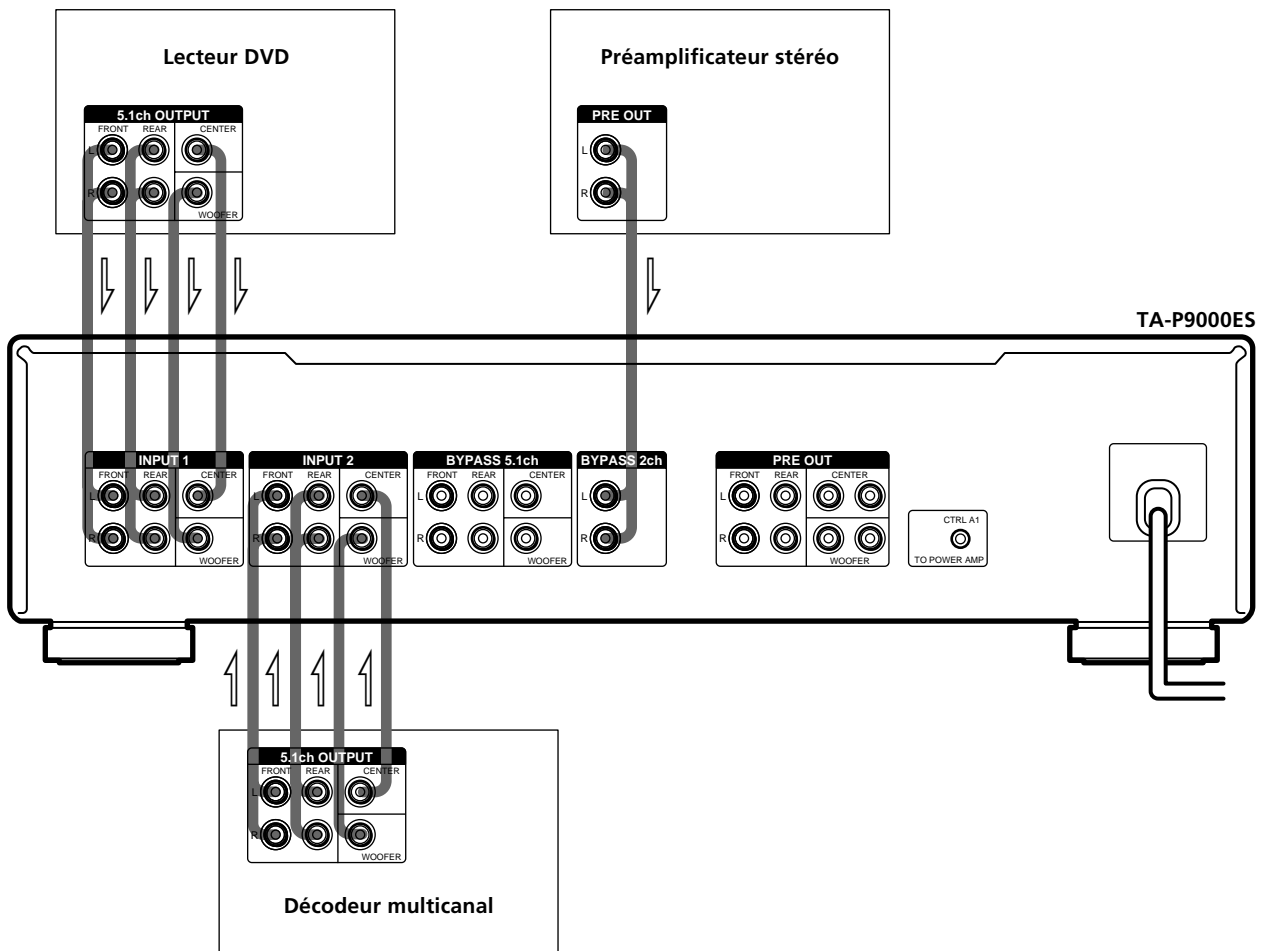 Lecteur DVD
5.1ch OUTPUT
FRONT REAR CENTER
L
R
WOOFER
Préamplificateur stéréo
PRE OUT
L
R
TA-P9000ES
INPUT 1
FRONT REAR CENTER
L
R
WOOFER
INPUT 2
FRONT REAR CENTER
L
R
WOOFER
BYPASS 5.1ch
FRONT REAR CENTER
L
R
WOOFER
BYPASS 2ch
L
R
PRE OUT
FRONT REAR CENTER
L
R
WOOFER
CTRL A1
TO POWER AMP
5.1ch OUTPUT
FRONT REAR CENTER
L
R
WOOFER
Décodeur multicanal